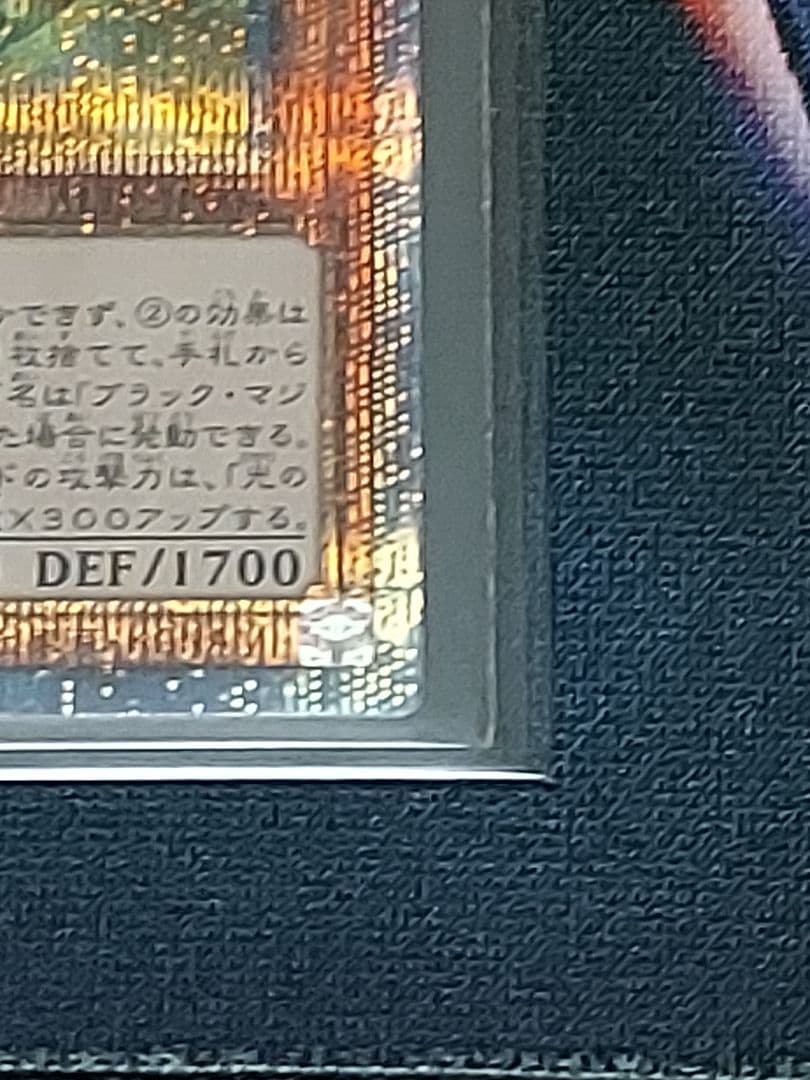 できず、②の効果は
枚捨てて、手札から
名は「ブラック・マジ
た場合に発動できる。
ドの攻撃力は、「光の
×300アップする。
DEF/1700